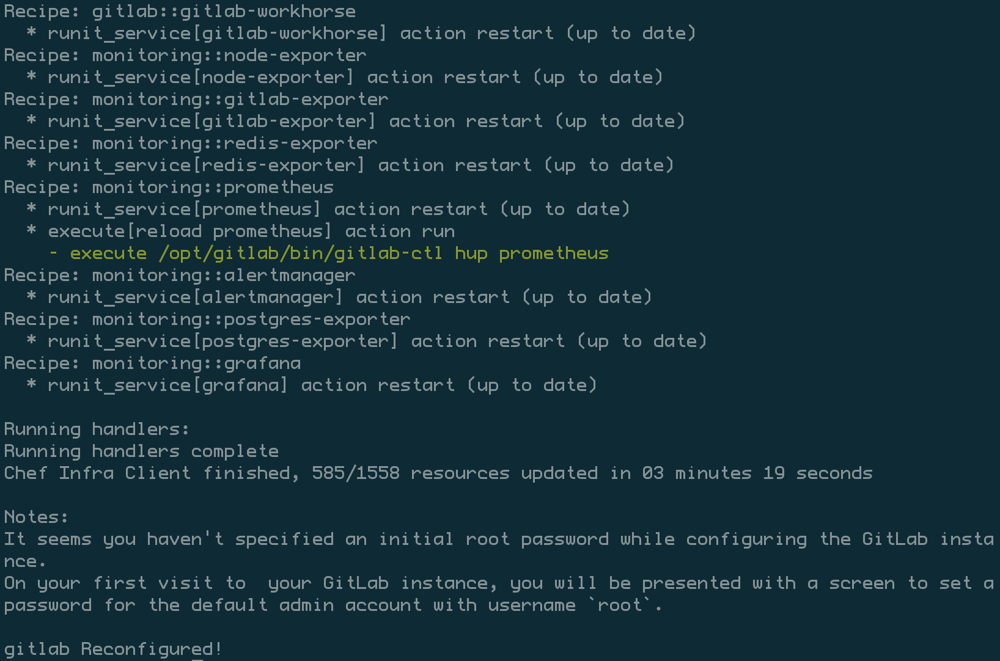 Recipe: gitlab::gitlab-workhorse
  * runit_service[gitlab-workhorse] action restart (up to date)
Recipe: monitoring::node-exporter
  * runit_service[node-exporter] action restart (up to date)
Recipe: monitoring::gitlab-exporter
  * runit_service[gitlab-exporter] action restart (up to date)
Recipe: monitoring::redis-exporter
  * runit_service[redis-exporter] action restart (up to date)
Recipe: monitoring::prometheus
  * runit_service[prometheus] action restart (up to date)
  * execute[reload prometheus] action run
    - execute /opt/gitlab/bin/gitlab-ctl hup prometheus
Recipe: monitoring::alertmanager
  * runit_service[alertmanager] action restart (up to date)
Recipe: monitoring::postgres-exporter
  * runit_service[postgres-exporter] action restart (up to date)
Recipe: monitoring::grafana
  * runit_service[grafana] action restart (up to date)

Running handlers:
Running handlers complete
Chef Infra Client finished, 585/1558 resources updated in 03 minutes 19 seconds

Notes:
It seems you haven't specified an initial root password while configuring the GitLab insta
nce.
On your first visit to  your GitLab instance, you will be presented with a screen to set a
password for the default admin account with username `root`.

gitlab Reconfigured!